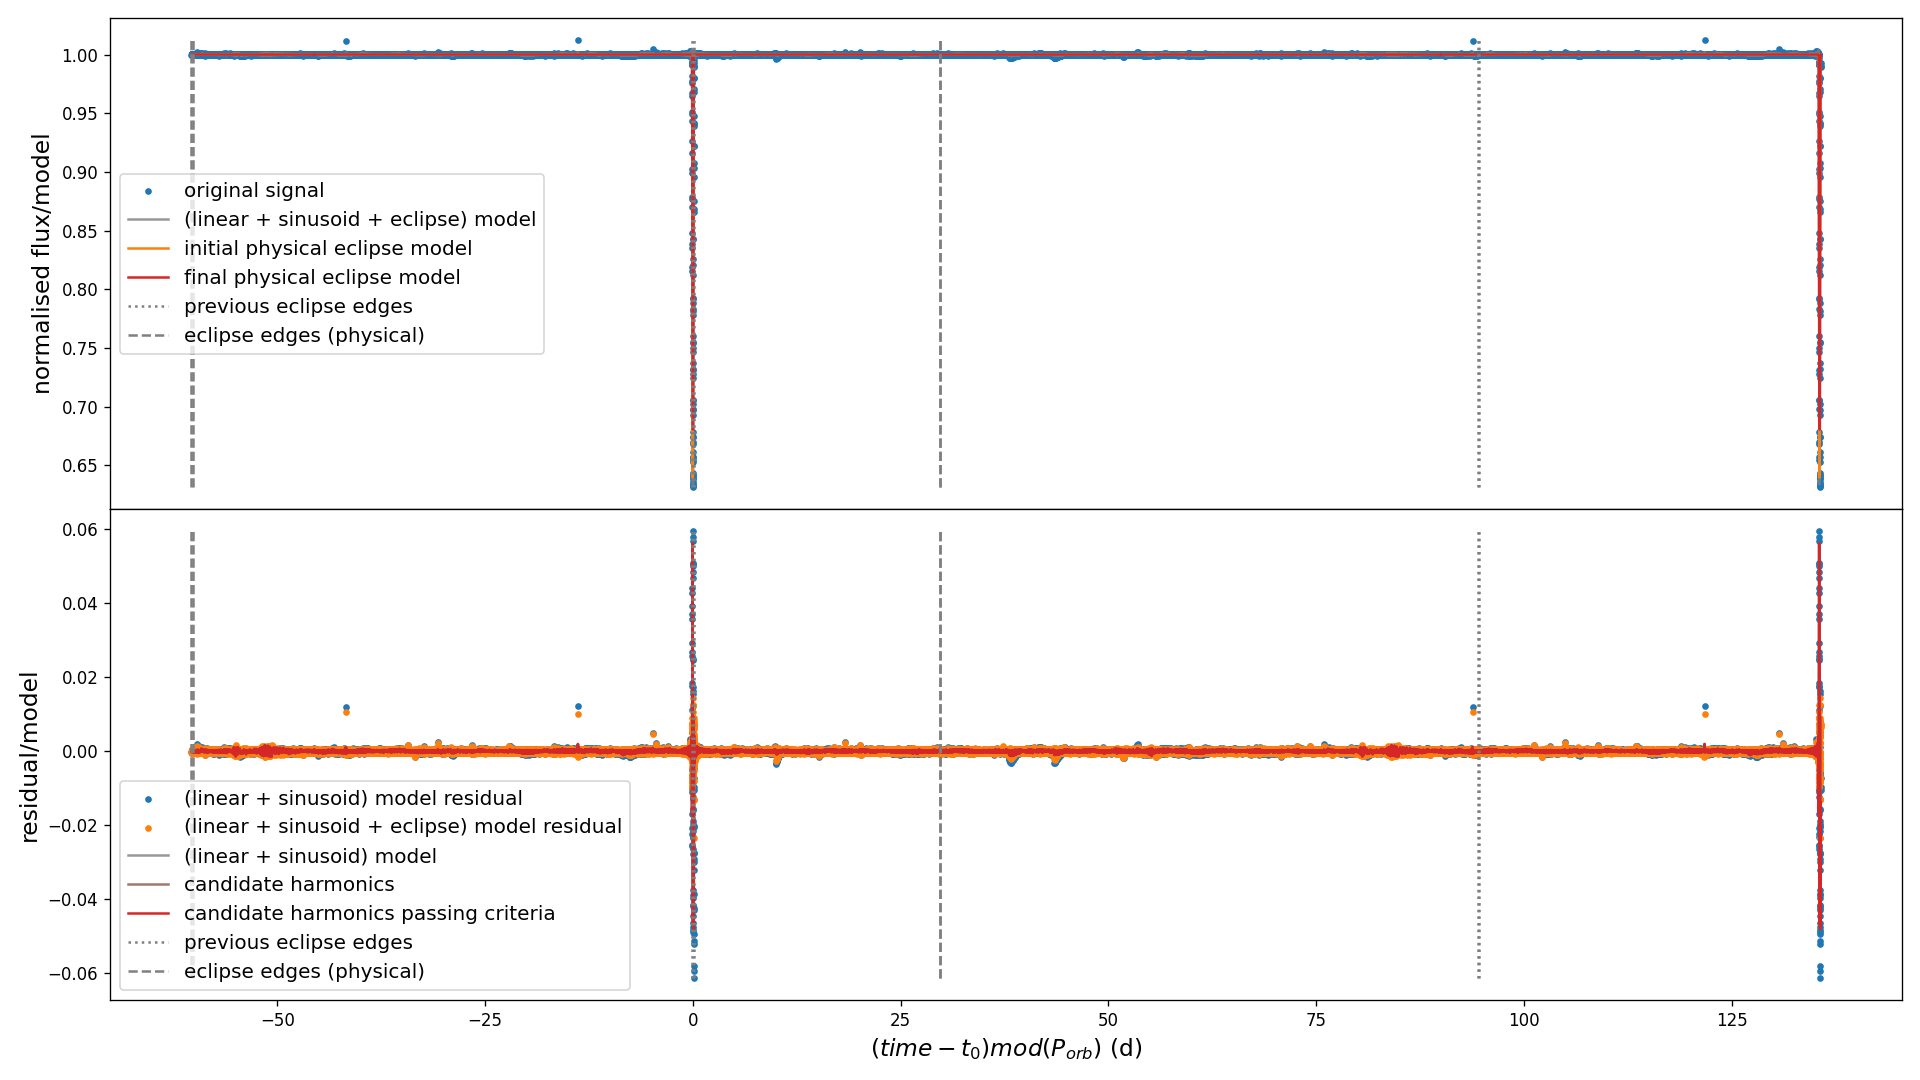 1.00
0.95
0.90
0.85
0.80
0.75
0.70
0.65
normalised flux/model
original signal
(linear + sinusoid + eclipse) model
initial physical eclipse model
final physical eclipse model
previous eclipse edges
eclipse edges (physical)
0.06
0.04
0.02
0.00
−0.02
−0.04
−0.06
residual/model
(linear + sinusoid) model residual
(linear + sinusoid + eclipse) model residual
(linear + sinusoid) model
candidate harmonics
candidate harmonics passing criteria
previous eclipse edges
eclipse edges (physical)
−50 −25 0 25 50 75 100 125
(time − t₀)mod(P_orb) (d)